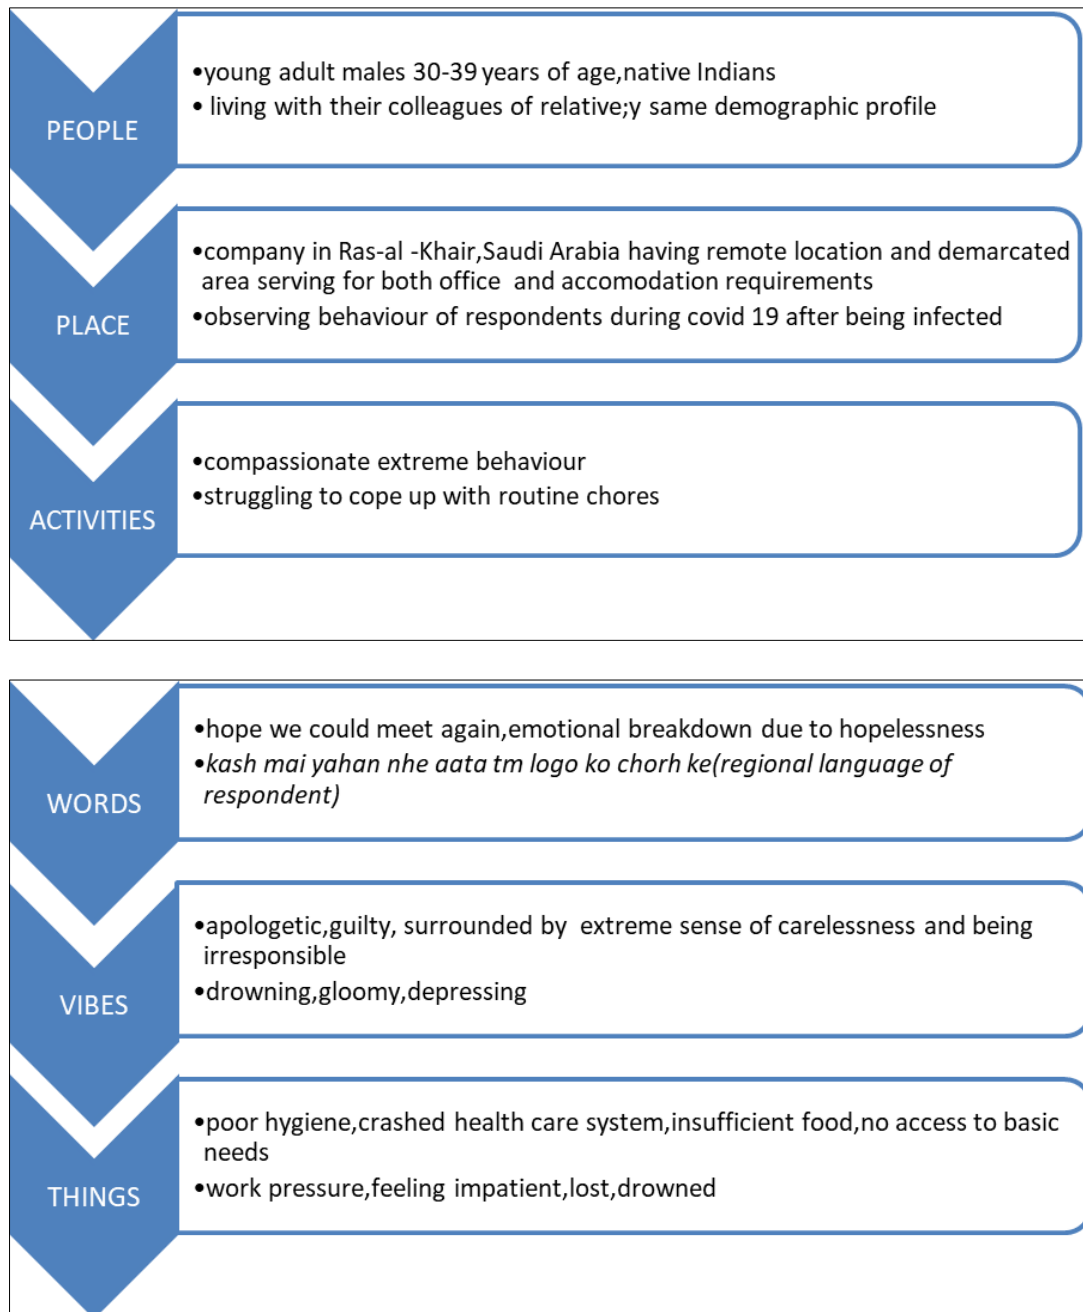 PEOPLE
•young adult males 30-39 years of age,native Indians
• living with their colleagues of relative;y same demographic profile
PLACE
•company in Ras-al -Khair,Saudi Arabia having remote location and demarcated
area serving for both office and accomodation requirements
•observing behaviour of respondents during covid 19 after being infected
ACTIVITIES
•compassionate extreme behaviour
•struggling to cope up with routine chores
WORDS
•hope we could meet again,emotional breakdown due to hopelessness
•kash mai yahan nhe aata tm logo ko chorh ke(regional language of
respondent)
VIBES
•apologetic,guilty, surrounded by extreme sense of carelessness and being
irresponsible
•drowning,gloomy,depressing
THINGS
•poor hygiene,crashed health care system,insufficient food,no access to basic
needs
•work pressure,feeling impatient,lost,drowned